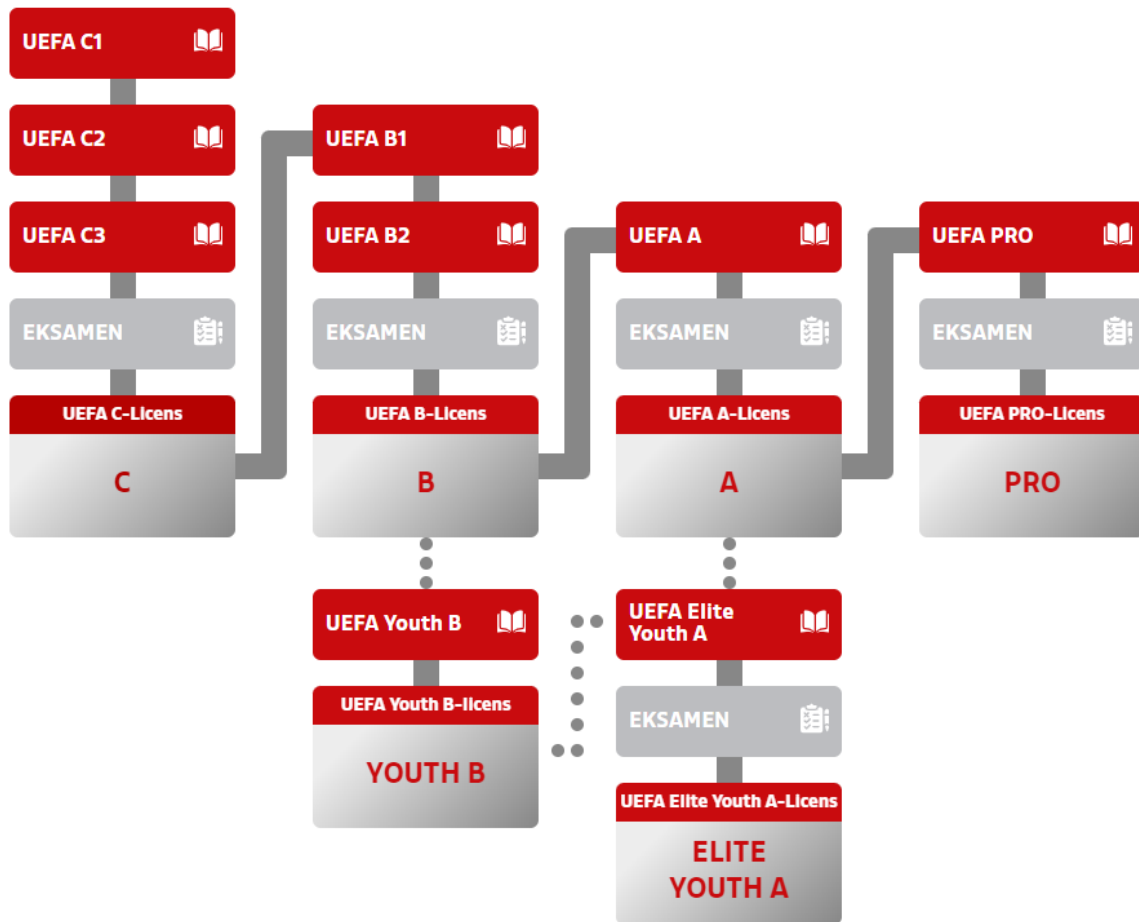 UEFA C1
UEFA C2
UEFA C3
EKSAMEN
UEFA C-Licens
C
UEFA B1
UEFA B2
EKSAMEN
UEFA B-Licens
B
UEFA Youth B
UEFA Youth B-licens
YOUTH B
UEFA A
EKSAMEN
UEFA A-Licens
A
UEFA Elite
Youth A
EKSAMEN
UEFA Elite Youth A-Licens
ELITE
YOUTH A
UEFA PRO
EKSAMEN
UEFA PRO-Licens
PRO